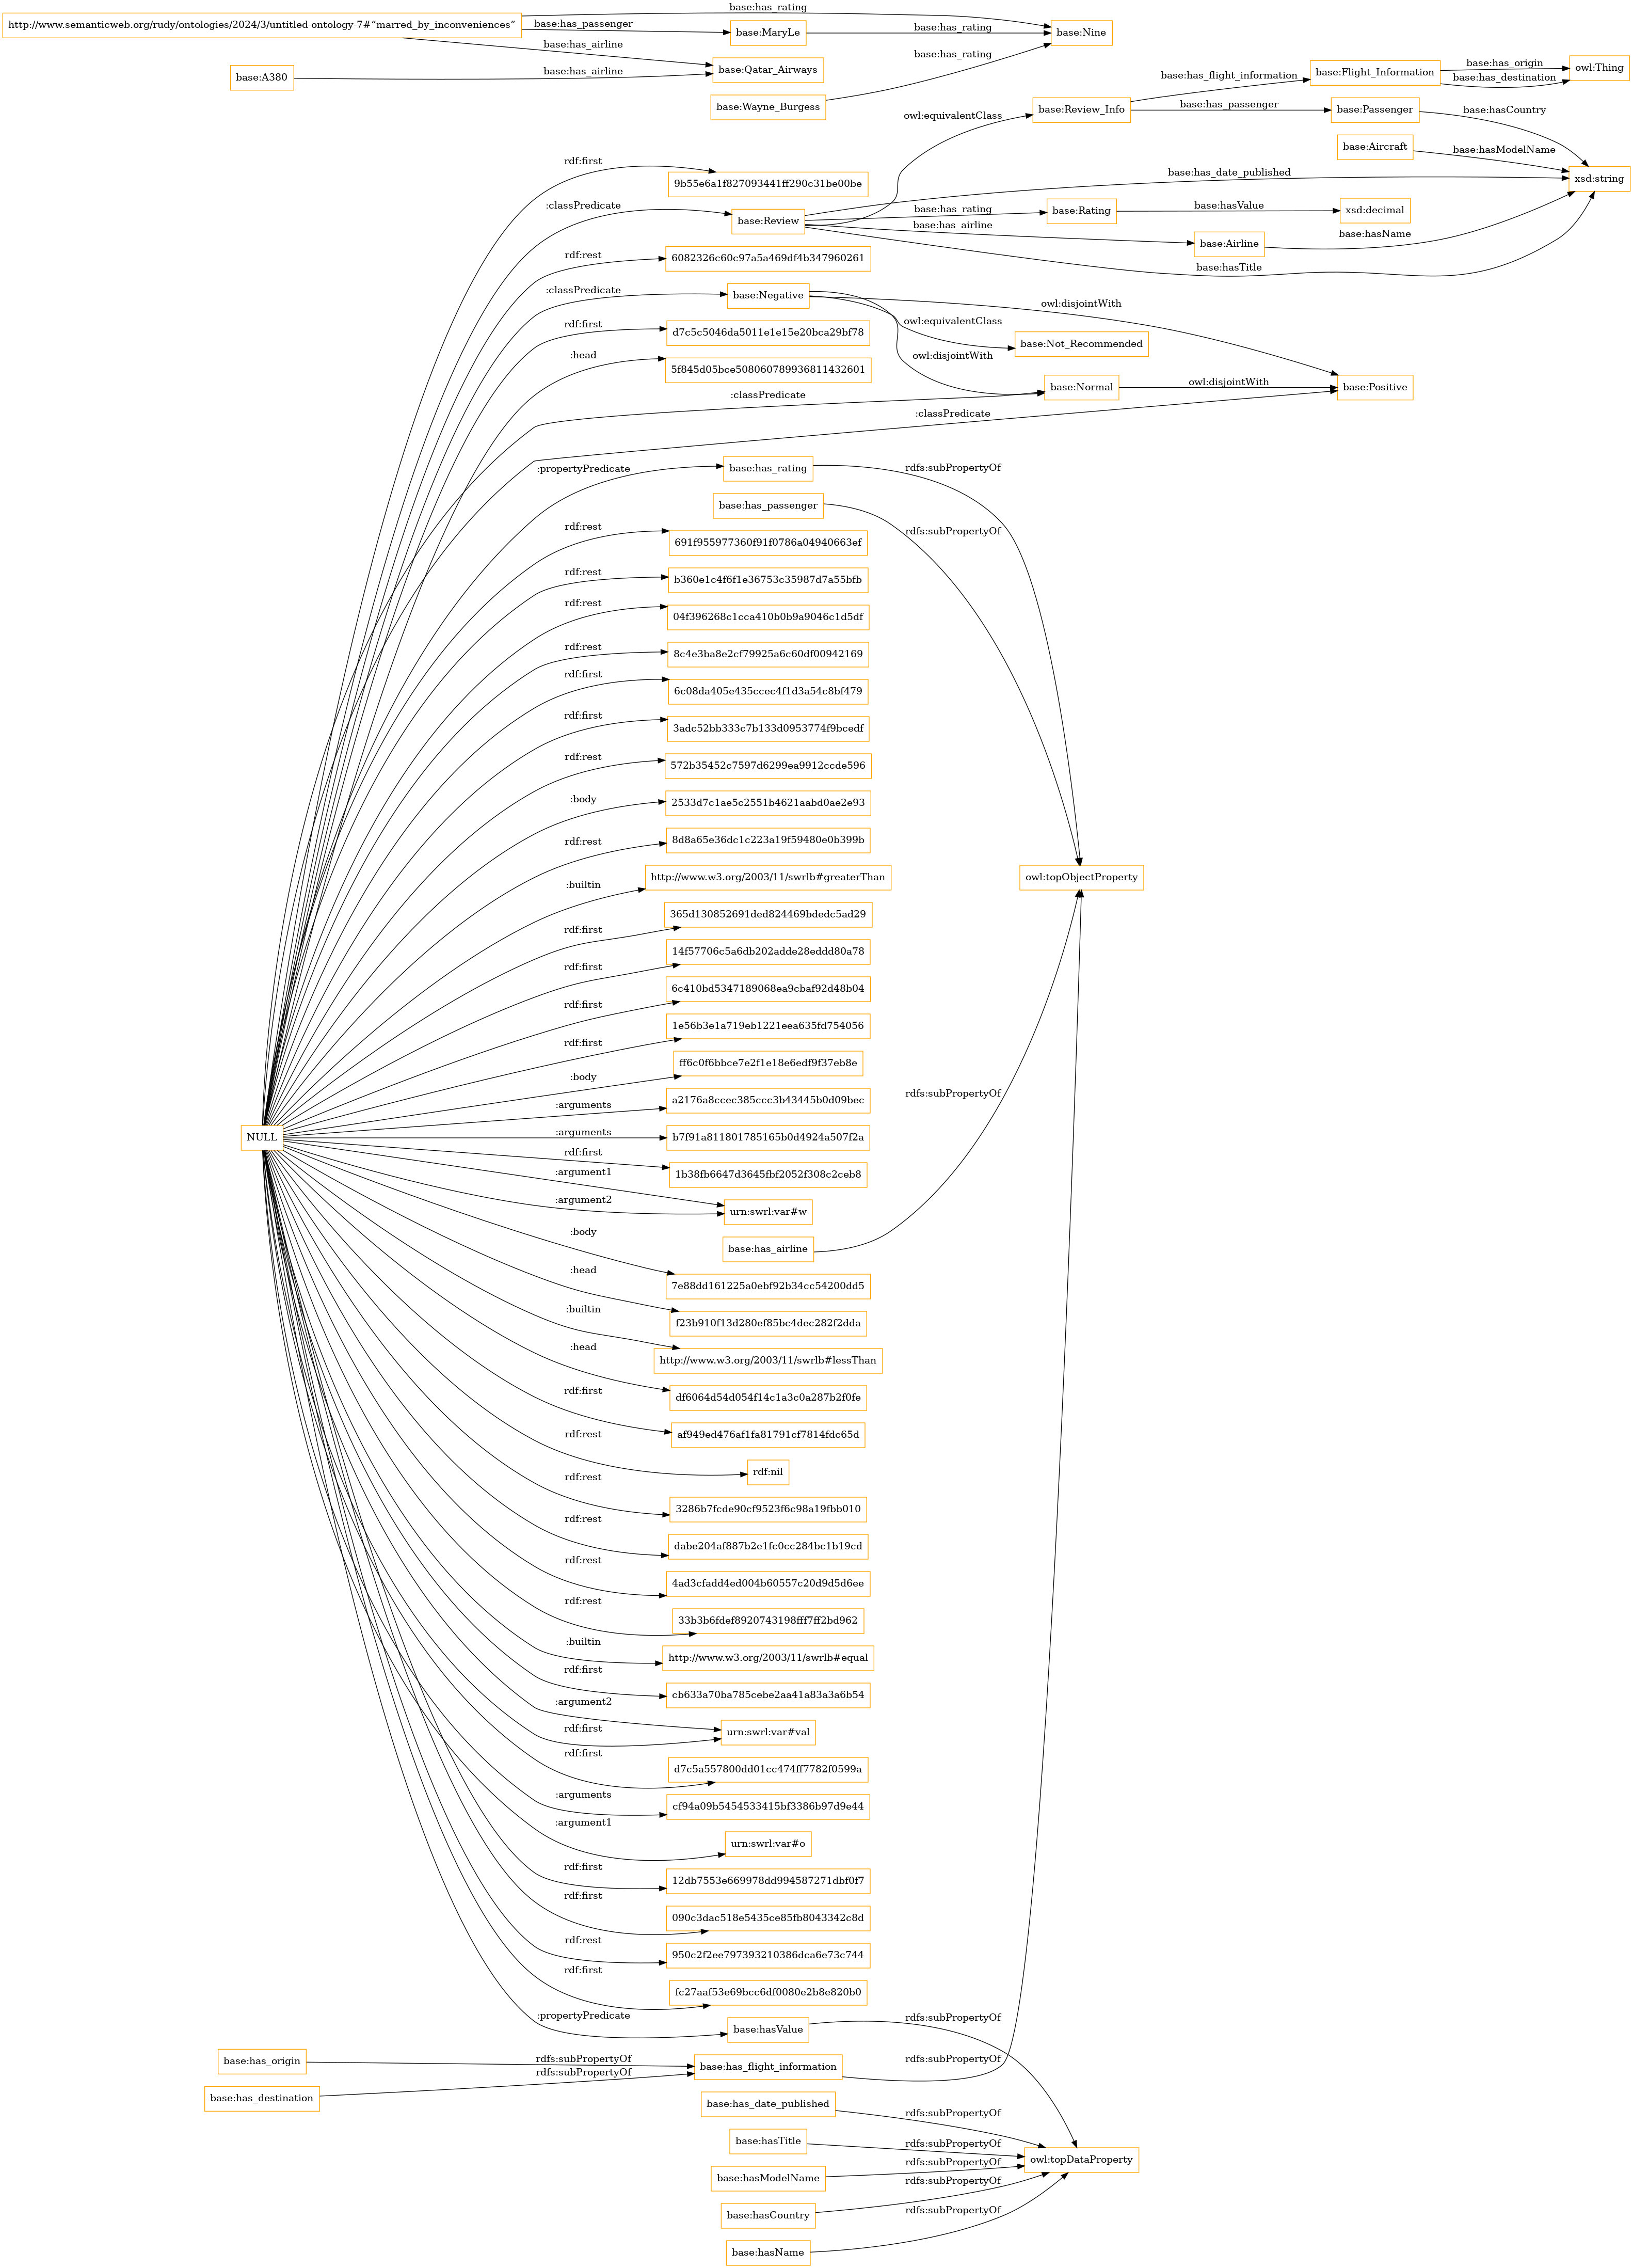 base:has_rating
http://www.semanticweb.org/rudy/ontologies/2024/3/untitled-ontology-7#“marred_by_inconveniences”
base:has_passenger
base:MaryLe
base:has_rating
base:Nine
base:has_airline
base:has_rating
base:A380
base:has_airline
base:Qatar_Airways
base:Wayne_Burgess
base:has_flight_information
base:Flight_Information
base:has_origin
base:has_destination
owl:Thing
owl:equivalentClass
base:Review_Info
base:has_passenger
base:Passenger
base:hasCountry
base:Aircraft
base:hasModelName
rdf:first
9b55e6a1f827093441ff290c31be00be
base:has_date_published
xsd:string
:classPredicate
base:Review
base:has_rating
base:Rating
base:hasValue
xsd:decimal
base:has_airline
base:Airline
base:hasName
base:hasTitle
rdf:rest
6082326c60c97a5a469df4b347960261
:classPredicate
base:Negative
owl:disjointWith
owl:equivalentClass
base:Not_Recommended
rdf:first
d7c5c5046da5011e1e15e20bca29bf78
owl:disjointWith
:head
5f845d05bce508060789936811432601
:classPredicate
base:Normal
owl:disjointWith
base:Positive
:classPredicate
:propertyPredicate
base:has_rating
rdfs:subPropertyOf
base:has_passenger
rdfs:subPropertyOf
rdf:rest
691f955977360f91f0786a04940663ef
rdf:rest
b360e1c4f6f1e36753c35987d7a55bfb
rdf:rest
04f396268c1cca410b0b9a9046c1d5df
rdf:rest
8c4e3ba8e2cf79925a6c60df00942169
rdf:first
6c08da405e435ccec4f1d3a54c8bf479
rdf:first
3adc52bb333c7b133d0953774f9bcedf
rdf:rest
572b35452c7597d6299ea9912ccde596
:body
2533d7c1ae5c2551b4621aabd0ae2e93
rdf:rest
8d8a65e36dc1c223a19f59480e0b399b
:builtin
http://www.w3.org/2003/11/swrlb#greaterThan
owl:topObjectProperty
rdf:first
365d130852691ded824469bdedc5ad29
rdf:first
14f57706c5a6db202adde28eddd80a78
rdf:first
6c410bd5347189068ea9cbaf92d48b04
rdf:first
1e56b3e1a719eb1221eea635fd754056
:body
ff6c0f6bbce7e2f1e18e6edf9f37eb8e
:arguments
a2176a8ccec385ccc3b43445b0d09bec
rdfs:subPropertyOf
NULL
:arguments
b7f91a811801785165b0d4924a507f2a
rdf:first
1b38fb6647d3645fbf2052f308c2ceb8
:argument1
:argument2
urn:swrl:var#w
base:has_airline
:body
7e88dd161225a0ebf92b34cc54200dd5
:head
f23b910f13d280ef85bc4dec282f2dda
:builtin
http://www.w3.org/2003/11/swrlb#lessThan
:head
df6064d54d054f14c1a3c0a287b2f0fe
rdf:first
af949ed476af1fa81791cf7814fdc65d
rdf:rest
rdf:nil
rdf:rest
3286b7fcde90cf9523f6c98a19fbb010
rdf:rest
dabe204af887b2e1fc0cc284bc1b19cd
rdf:rest
4ad3cfadd4ed004b60557c20d9d5d6ee
rdf:rest
33b3b6fdef8920743198fff7ff2bd962
:builtin
http://www.w3.org/2003/11/swrlb#equal
rdf:first
cb633a70ba785cebe2aa41a83a3a6b54
:argument2
rdf:first
urn:swrl:var#val
rdf:first
d7c5a557800dd01cc474ff7782f0599a
:arguments
cf94a09b5454533415bf3386b97d9e44
:argument1
urn:swrl:var#o
rdf:first
12db7553e669978dd994587271dbf0f7
rdf:first
090c3dac518e5435ce85fb8043342c8d
rdf:rest
950c2f2ee797393210386dca6e73c744
rdf:first
fc27aaf53e69bcc6df0080e2b8e820b0
:propertyPredicate
base:hasValue
rdfs:subPropertyOf
base:has_origin
rdfs:subPropertyOf
base:has_flight_information
rdfs:subPropertyOf
base:has_destination
rdfs:subPropertyOf
base:has_date_published
rdfs:subPropertyOf
base:hasTitle
rdfs:subPropertyOf
owl:topDataProperty
base:hasModelName
rdfs:subPropertyOf
base:hasCountry
rdfs:subPropertyOf
base:hasName
rdfs:subPropertyOf